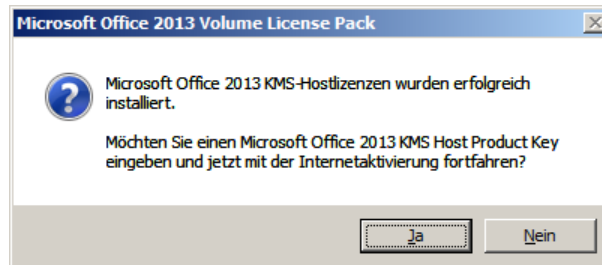 Microsoft Office 2013 Volume License Pack
Microsoft Office 2013 KMS-Hostlizenzen wurden erfolgreich
installiert.
Möchten Sie einen Microsoft Office 2013 KMS Host Product Key
eingeben und jetzt mit der Internetaktivierung fortfahren?
Ja
Nein